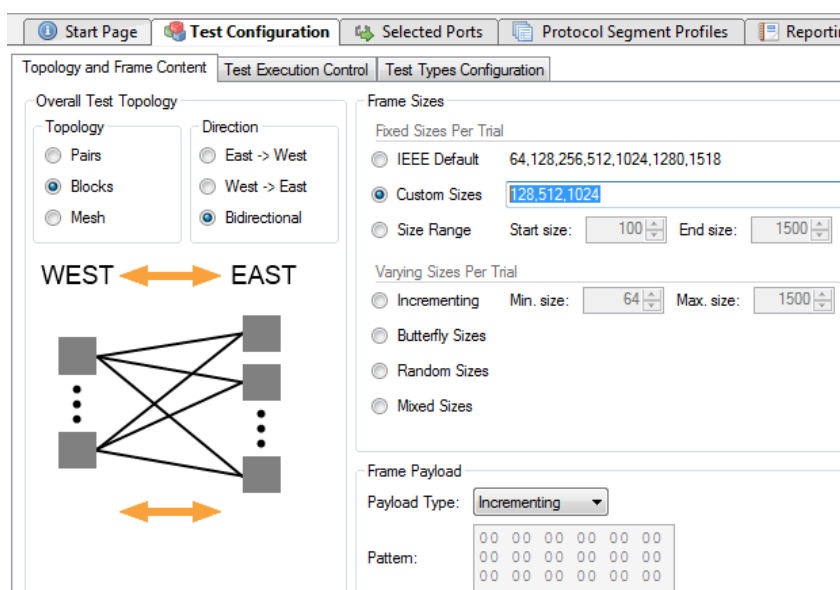 Start Page Test Configuration Selected Ports Protocol Segment Profiles
Topology and Frame Content Test Execution Control Test Types Configuration
Overall Test Topology
Topology
Pairs
Blocks
Mesh
Direction
East -> West
West -> East
Bidirectional
WEST EAST
Frame Sizes
Fixed Sizes Per Trial
IEEE Default 64,128,256,512,1024,1280,1518
Custom Sizes 128,512,1024
Size Range Start size: 100 End size: 1500
Varying Sizes Per Trial
Incrementing Min. size: 64 Max. size: 1500
Butterfly Sizes
Random Sizes
Mixed Sizes
Frame Payload
Payload Type: Incrementing
Pattern:
00 00 00 00 00 00
00 00 00 00 00 00
00 00 00 00 00 00